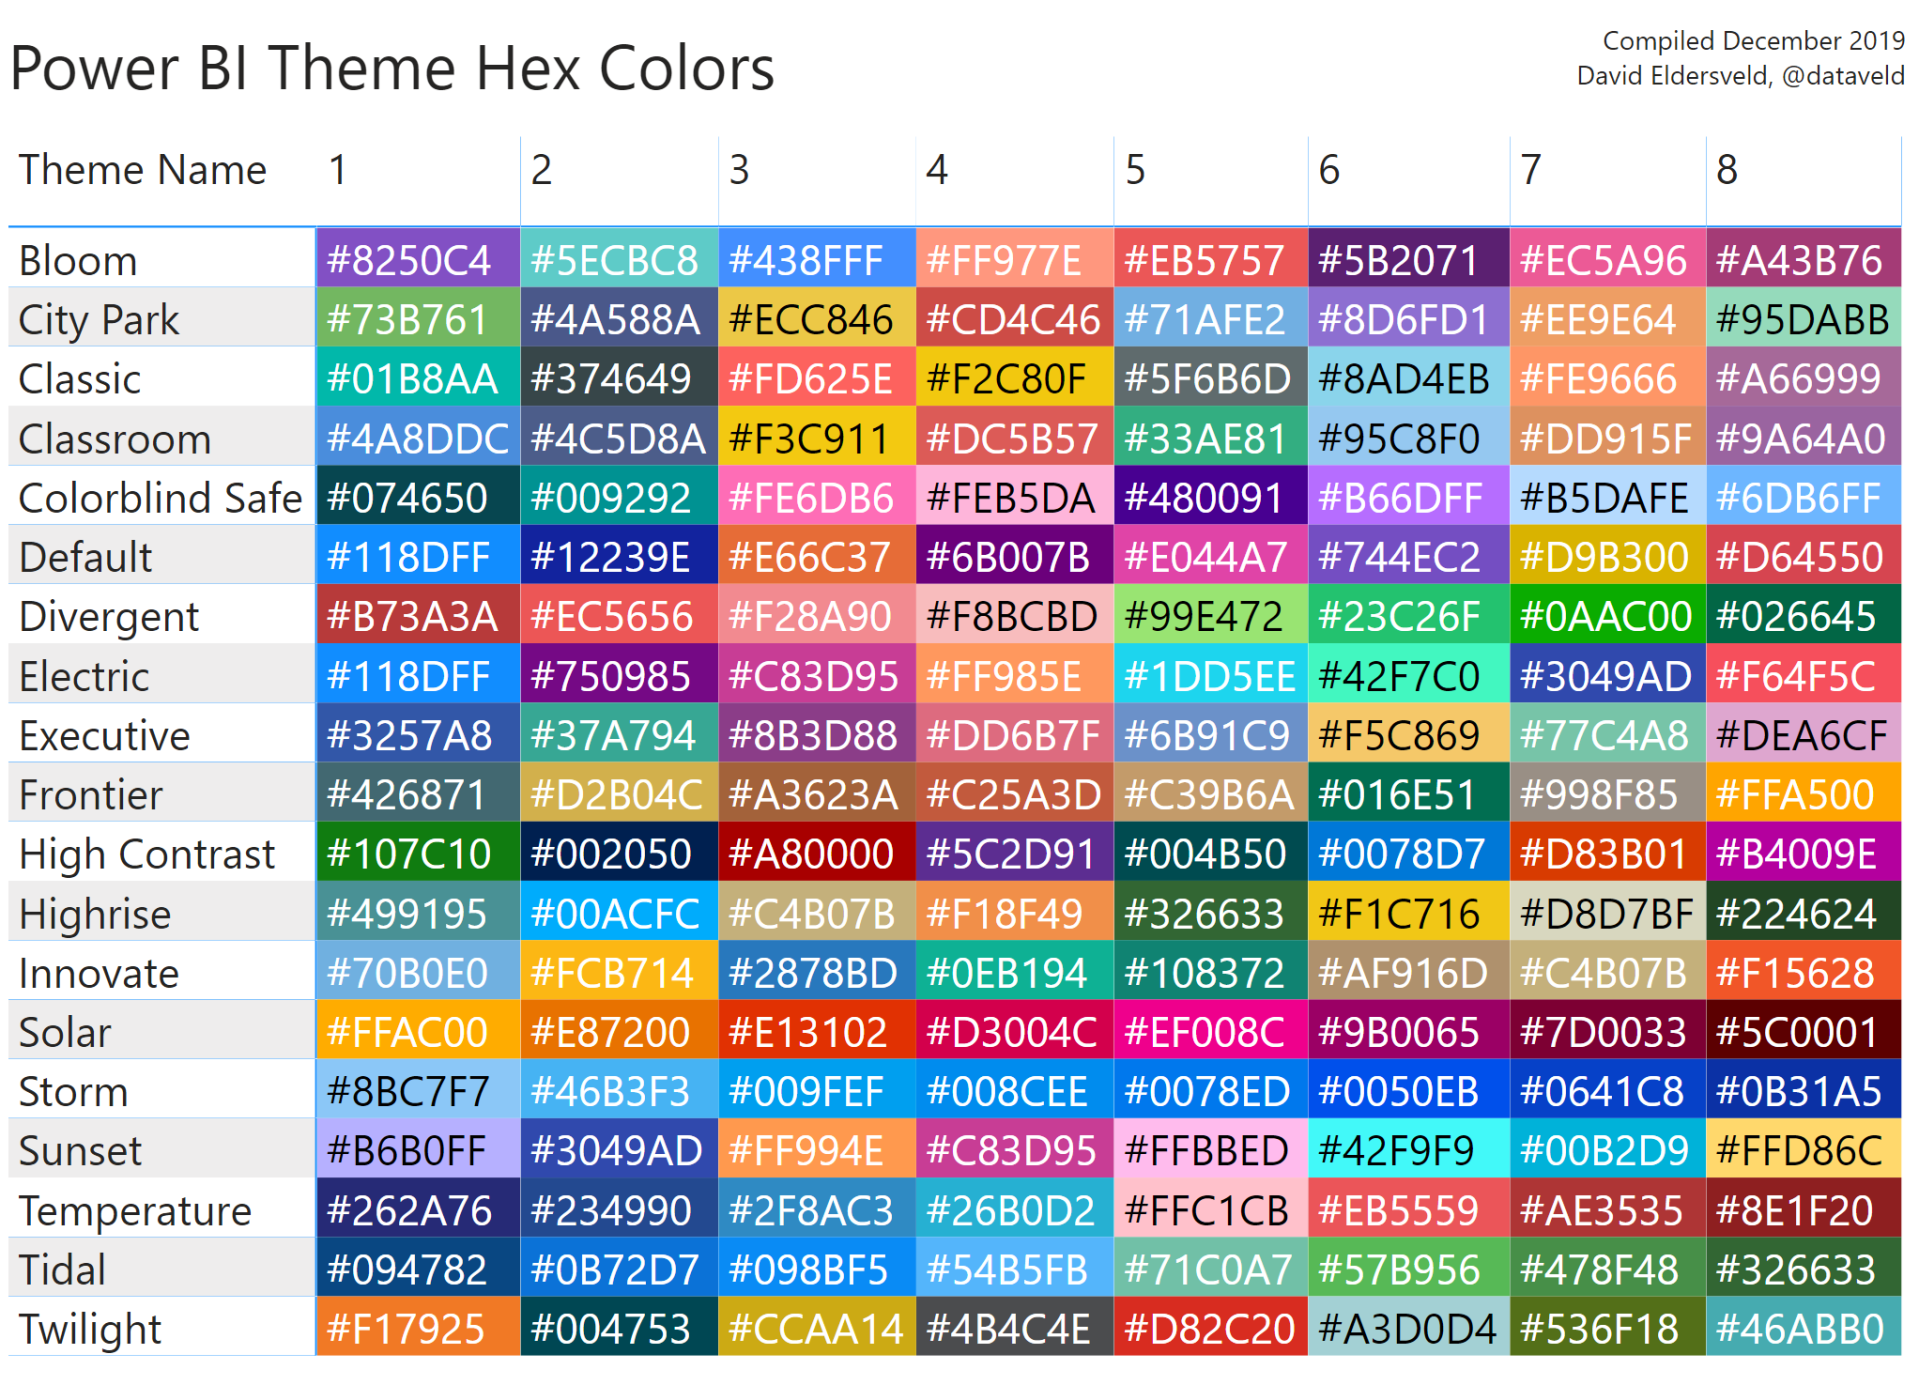 Power BI Theme Hex Colors
Compiled December 2019
David Eldersveld, @dataveld
Theme Name 1 2 3 4 5 6 7 8
Bloom #8250C4 #5ECBC8 #438FFF #FF977E #EB5757 #5B2071 #EC5A96 #A43B76
City Park #73B761 #4A588A #ECC846 #CD4C46 #71AFE2 #8D6FD1 #EE9E64 #95DABB
Classic #01B8AA #374649 #FD625E #F2C80F #5F6B6D #8AD4EB #FE9666 #A66999
Classroom #4A8DDC #4C5D8A #F3C911 #DC5B57 #33AE81 #95C8F0 #DD915F #9A64A0
Colorblind Safe #074650 #009292 #FE6DB6 #FEB5DA #480091 #B66DFF #B5DAFE #6DB6FF
Default #118DFF #12239E #E66C37 #6B007B #E044A7 #744EC2 #D9B300 #D64550
Divergent #B73A3A #EC5656 #F28A90 #F8BCBD #99E472 #23C26F #0AAC00 #026645
Electric #118DFF #750985 #C83D95 #FF985E #1DD5EE #42F7C0 #3049AD #F64F5C
Executive #3257A8 #37A794 #8B3D88 #DD6B7F #6B91C9 #F5C869 #77C4A8 #DEA6CF
Frontier #426871 #D2B04C #A3623A #C25A3D #C39B6A #016E51 #998F85 #FFA500
High Contrast #107C10 #002050 #A80000 #5C2D91 #004B50 #0078D7 #D83B01 #B4009E
Highrise #499195 #00ACFC #C4B07B #F18F49 #326633 #F1C716 #D8D7BF #224624
Innovate #70B0E0 #FCB714 #2878BD #0EB194 #108372 #AF916D #C4B07B #F15628
Solar #FFAC00 #E87200 #E13102 #D3004C #EF008C #9B0065 #7D0033 #5C0001
Storm #8BC7F7 #46B3F3 #009FEF #008CEE #0078ED #0050EB #0641C8 #0B31A5
Sunset #B6B0FF #3049AD #FF994E #C83D95 #FFBBED #42F9F9 #00B2D9 #FFD86C
Temperature #262A76 #234990 #2F8AC3 #26B0D2 #FFC1CB #EB5559 #AE3535 #8E1F20
Tidal #094782 #0B72D7 #098BF5 #54B5FB #71C0A7 #57B956 #478F48 #326633
Twilight #F17925 #004753 #CCAA14 #4B4C4E #D82C20 #A3D0D4 #536F18 #46ABB0